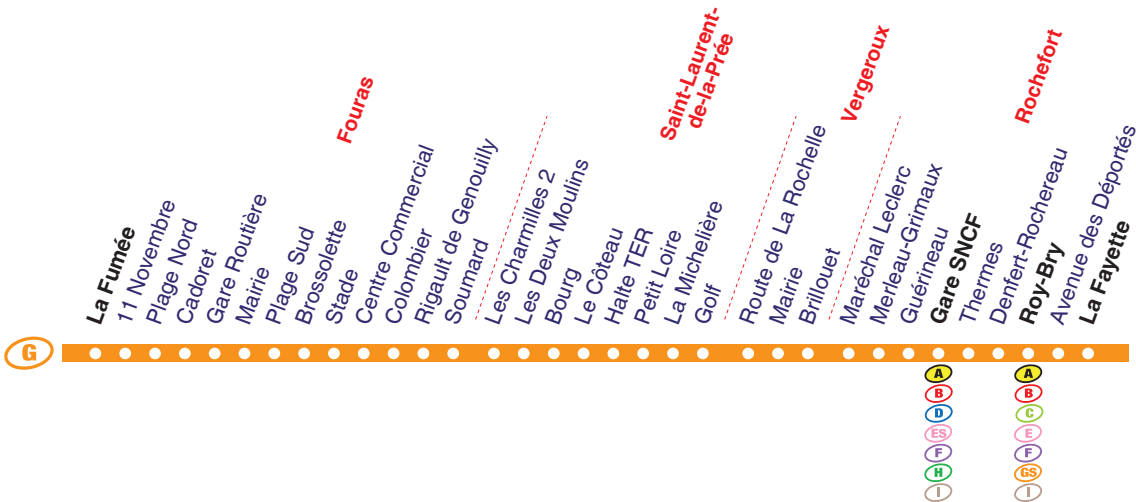 Fouras
Saint-Laurent-
de-la-Prée
Vergeroux
Rochefort
La Fumée
11 Novembre
Plage Nord
Cadoret
Gare Routière
Mairie
Plage Sud
Brossolette
Stade
Centre Commercial
Colombier
Rigault de Genouilly
Soumard
Les Charmilles 2
Les Deux Moulins
Bourg
Le Côteau
Halte TER
Petit Loire
La Michelière
Golf
Route de La Rochelle
Mairie
Brillouet
Maréchal Leclerc
Merleau-Grimaux
Guérineau
Gare SNCF
Thermes
Denfert-Rochereau
Roy-Bry
Avenue des Déportés
La Fayette
G
A
B
D
ES
F
H
I
A
B
C
E
F
GS
I